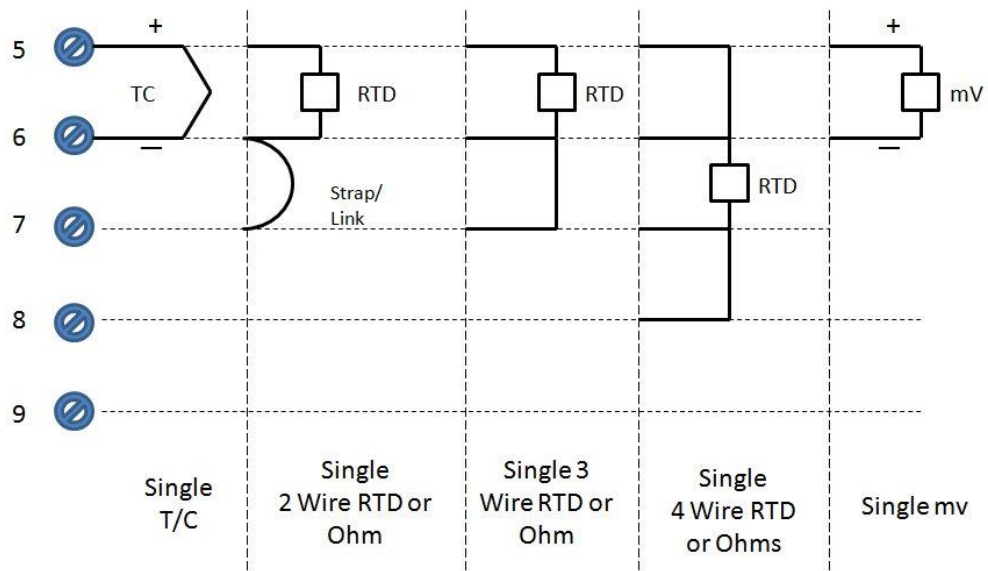 5
+
+
TC
RTD
RTD
mV
6
—
—
RTD
Strap/
Link
7
8
9
Single
T/C
Single
2 Wire RTD or
Ohm
Single 3
Wire RTD or
Ohm
Single
4 Wire RTD
or Ohms
Single mv